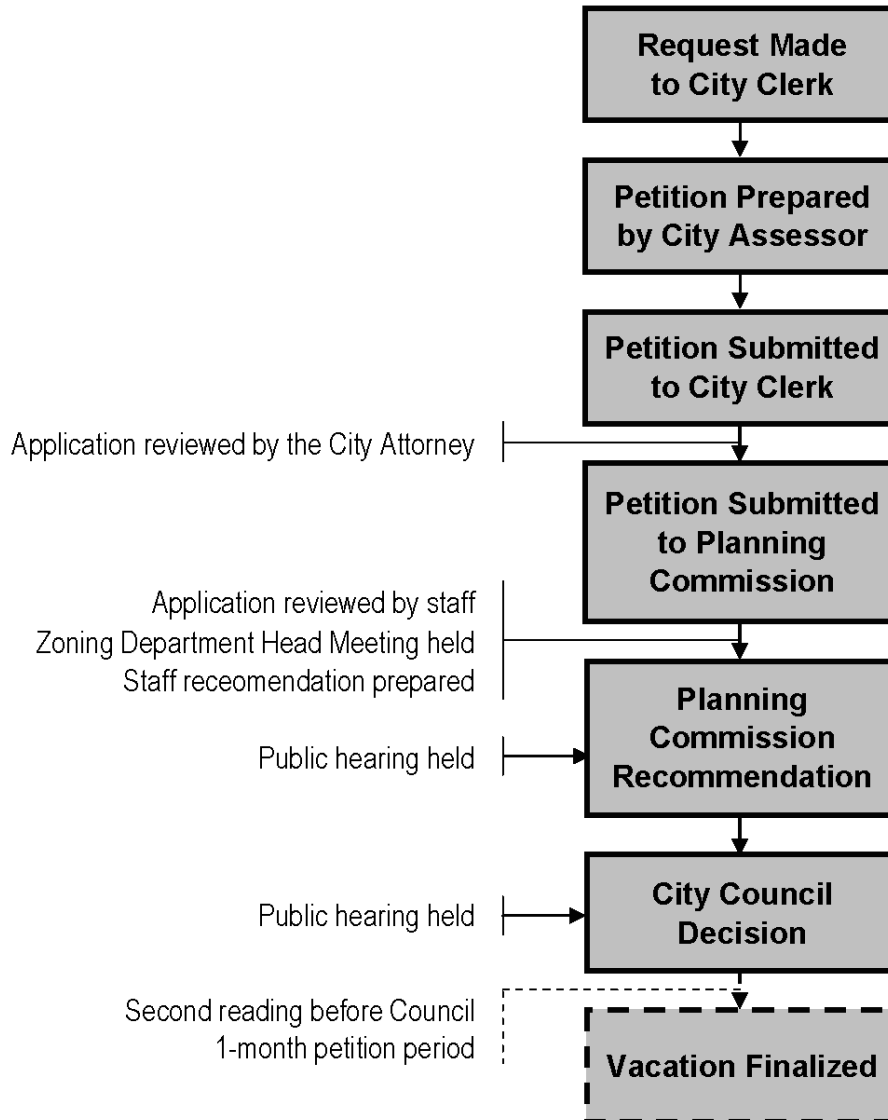 Request Made
to City Clerk
Petition Prepared
by City Assessor
Petition Submitted
to City Clerk
Application reviewed by the City Attorney
Petition Submitted
to Planning
Commission
Application reviewed by staff
Zoning Department Head Meeting held
Staff receomendation prepared
Planning
Commission
Recommendation
Public hearing held
City Council
Decision
Public hearing held
Second reading before Council
1-month petition period
Vacation Finalized